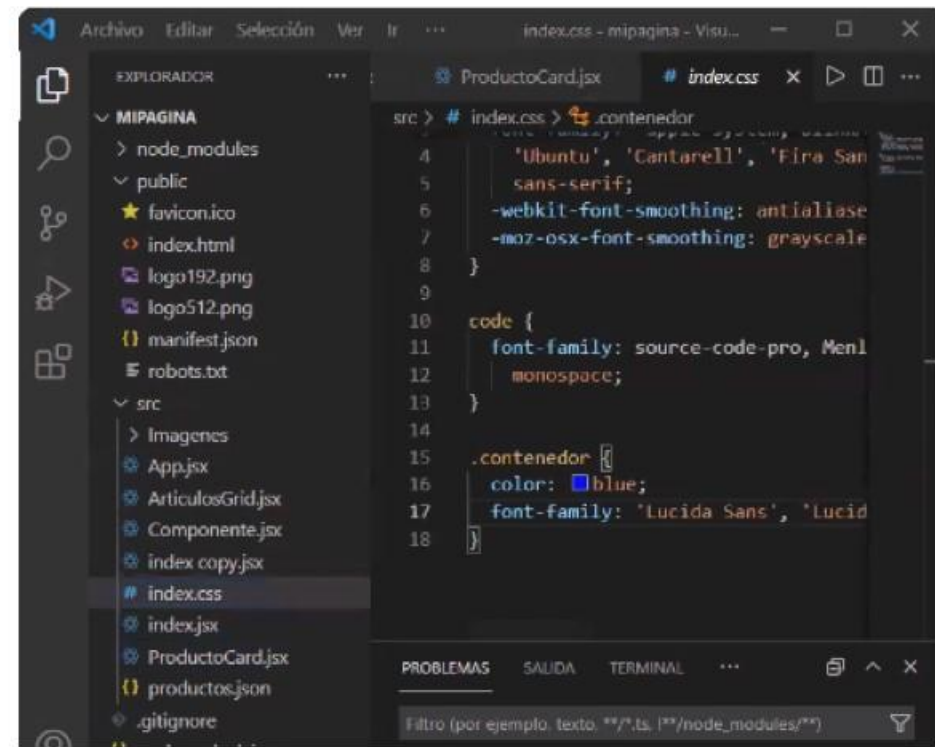 Archivo Editar Selección Ver Ir ··· index.css - mipagina - Visu...
EXPLORADOR ···
MIPAGINA
node_modules
public
favicon.ico
index.html
logo192.png
logo512.png
{} manifest.json
robots.txt
src
Imagenes
App.jsx
ArticulosGrid.jsx
Componente.jsx
index copy.jsx
# index.css
index.jsx
ProductoCard.jsx
{} productos.json
.gitignore
ProductoCard.jsx # index.css
src > # index.css > .contenedor
4 'Ubuntu', 'Cantarell', 'Fira San
5 sans-serif;
6 -webkit-font-smoothing: antialiase
7 -moz-osx-font-smoothing: grayscale
8 }
9
10 code {
11 font-family: source-code-pro, Menl
12 monospace;
13 }
14
15 .contenedor {
16 color: blue;
17 font-family: 'Lucida Sans', 'Lucid
18 }
PROBLEMAS SALIDA TERMINAL ···
Filtro (por ejemplo, texto, **/*.ts, !**/node_modules/**)